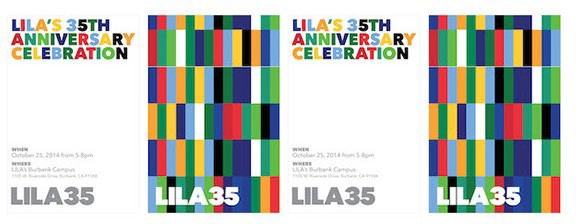 LILA'S 35TH
ANNIVERSARY
CELEBRATION
WHEN
October 25, 2014 from 5-8pm
WHERE
LILA's Burbank Campus
1105 W. Riverside Drive, Burbank, CA 91506
LILA35
LILA35
LILA'S 35TH
ANNIVERSARY
CELEBRATION
WHEN
October 25, 2014 from 5-8pm
WHERE
LILA's Burbank Campus
1105 W. Riverside Drive, Burbank, CA 91506
LILA35
LILA35